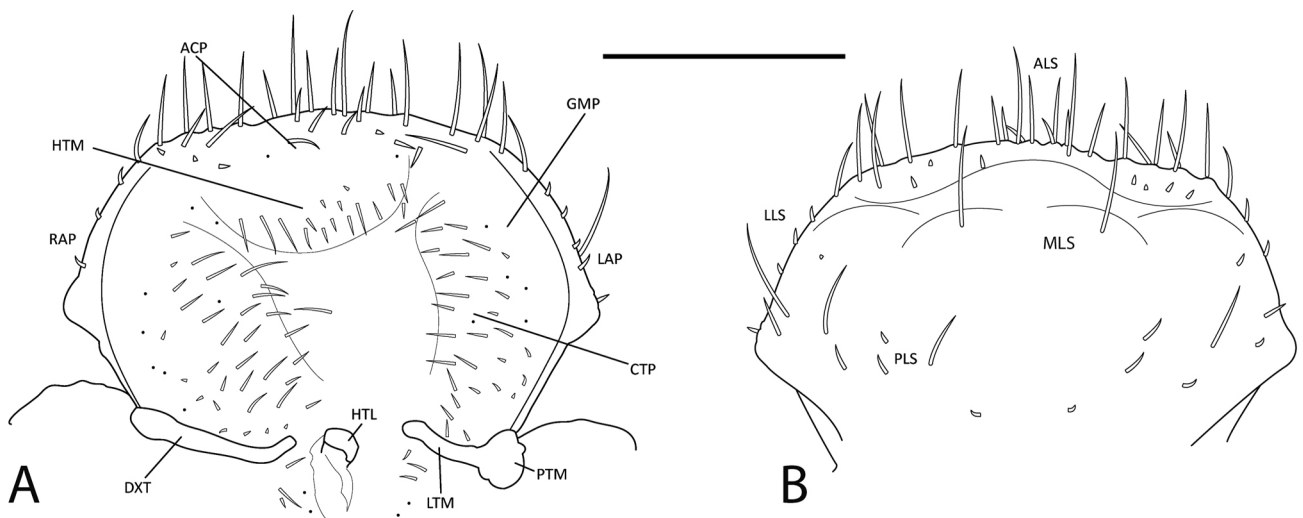 ACP
GMP
HTM
RAP
LAP
CTP
HTL
DXT
LTM
PTM
A
ALS
LLS
MLS
PLS
B